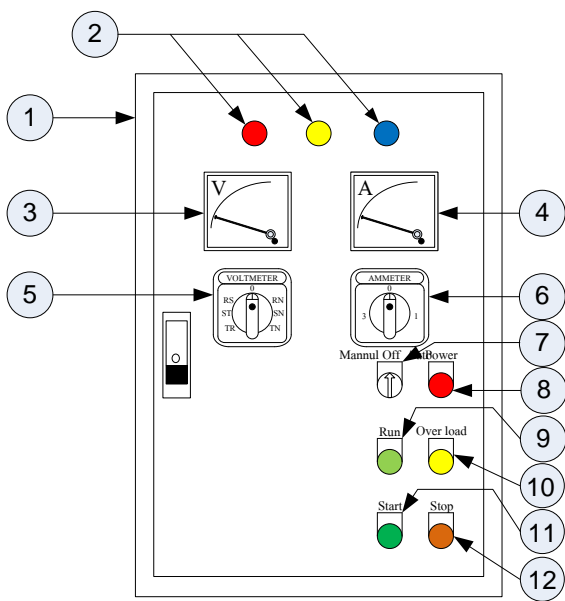 2
1
V
A
3
4
VOLTMETER
AMMETER
5
0
RS
RN
ST
SN
TR
TN
0
3
1
6
7
Mannul Off
Power
8
Run
Over load
9
10
Start
Stop
11
12